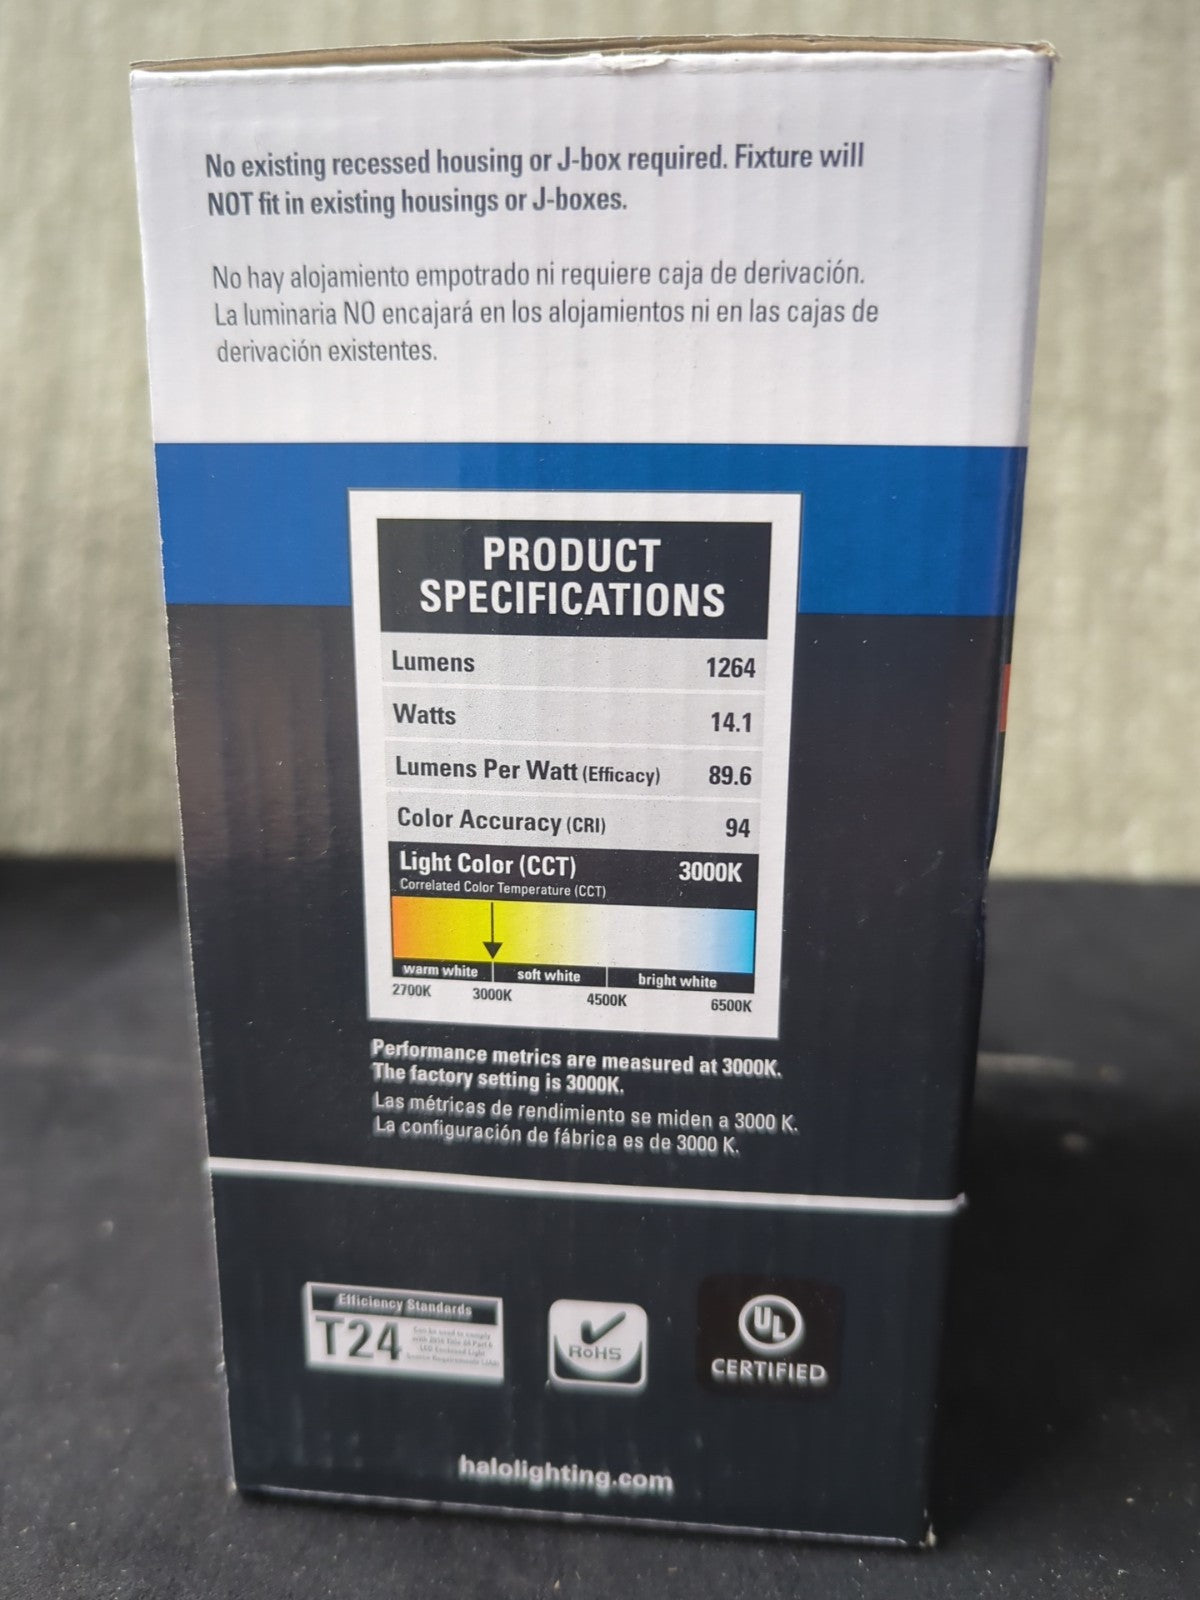 No existing recessed housing or J-box required. Fixture will
NOT fit in existing housings or J-boxes.
No hay alojamiento empotrado ni requiere caja de derivación.
La luminaria NO encajará en los alojamientos ni en las cajas de
derivación existentes.
PRODUCT
SPECIFICATIONS
Lumens 1264
Watts 14.1
Lumens Per Watt (Efficacy) 89.6
Color Accuracy (CRI) 94
Light Color (CCT) 3000K
Correlated Color Temperature (CCT)
warm white soft white bright white
2700K 3000K 4500K 6500K
Performance metrics are measured at 3000K.
The factory setting is 3000K.
Las métricas de rendimiento se miden a 3000 K.
La configuración de fábrica es de 3000 K.
Efficiency Standards
T24
RoHS
UL
CERTIFIED
halolighting.com